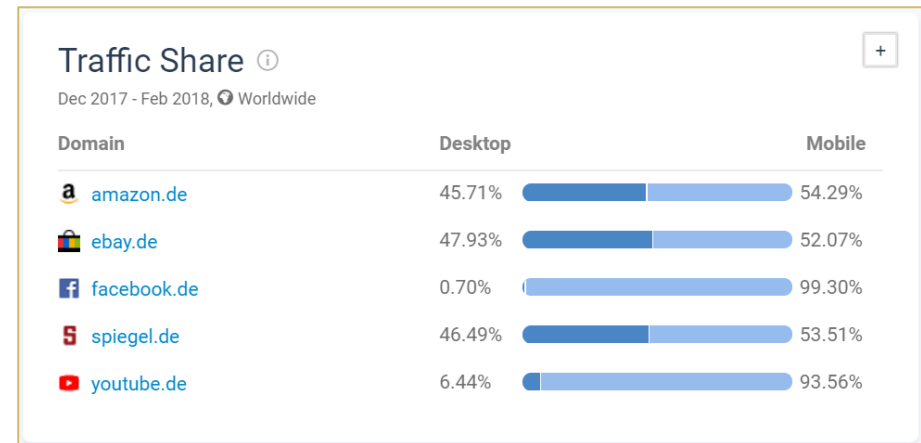 Traffic Share
+
Dec 2017 - Feb 2018, Worldwide
Domain Desktop Mobile
amazon.de 45.71% 54.29%
ebay.de 47.93% 52.07%
facebook.de 0.70% 99.30%
spiegel.de 46.49% 53.51%
youtube.de 6.44% 93.56%